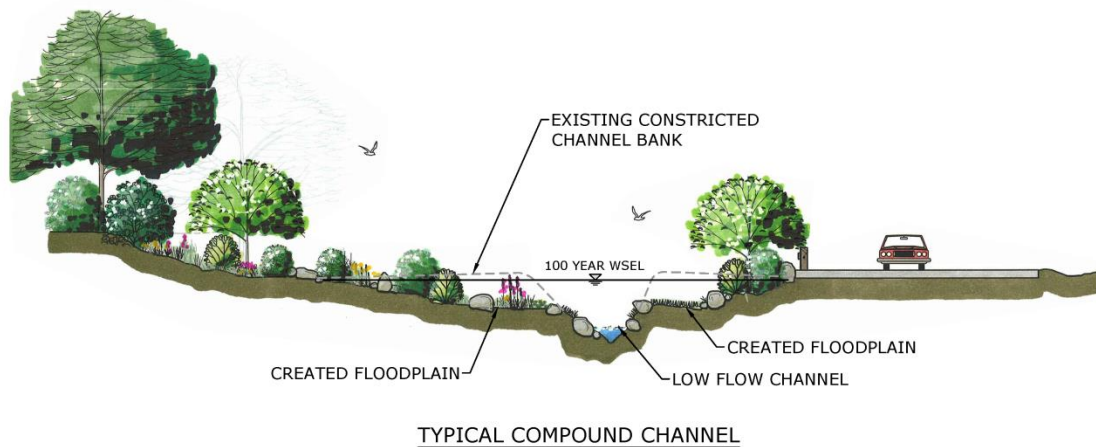 EXISTING CONSTRICTED
CHANNEL BANK
100 YEAR WSEL
CREATED FLOODPLAIN
CREATED FLOODPLAIN
LOW FLOW CHANNEL
TYPICAL COMPOUND CHANNEL